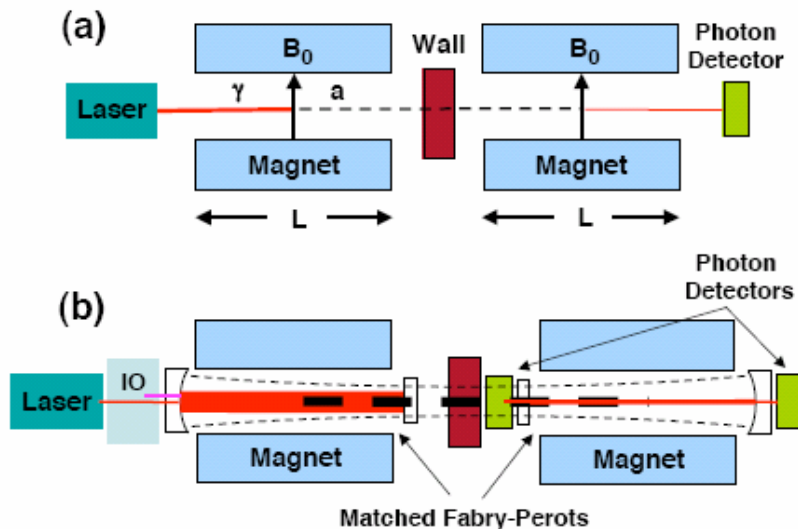 (a)
B0
Wall
B0
Photon
Detector
Laser
γ
a
Magnet
Magnet
L
L
(b)
Photon
Detectors
IO
Laser
Magnet
Magnet
Matched Fabry-Perots